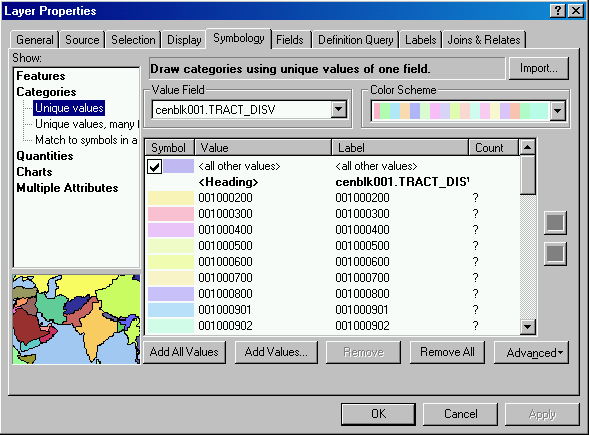 Layer Properties
General Source Selection Display Symbology Fields Definition Query Labels Joins & Relates
Show:
Features
Categories
Unique values
Unique values, many f
Match to symbols in a
Quantities
Charts
Multiple Attributes
Draw categories using unique values of one field.
Import...
Value Field
cenblk001.TRACT_DISV
Color Scheme
Symbol Value Label Count
<all other values> <all other values>
<Heading> cenblk001.TRACT_DISV
001000200 001000200 ?
001000300 001000300 ?
001000400 001000400 ?
001000500 001000500 ?
001000600 001000600 ?
001000700 001000700 ?
001000800 001000800 ?
001000901 001000901 ?
001000902 001000902 ?
Add All Values Add Values... Remove Remove All Advanced
OK Cancel Apply